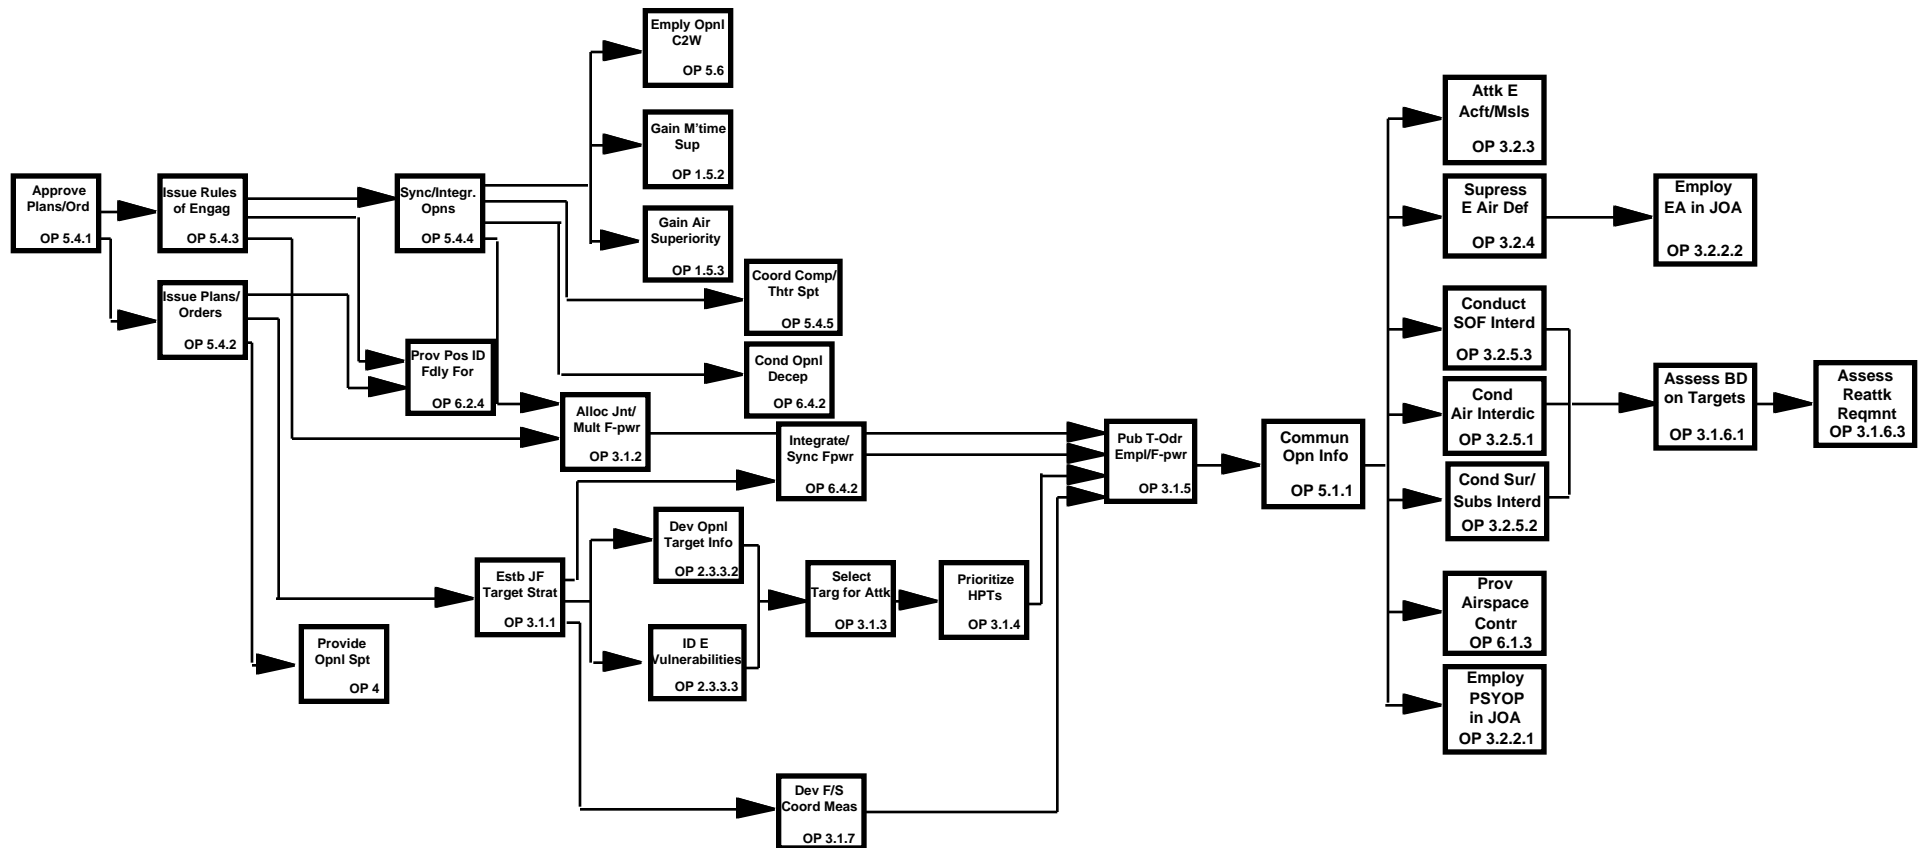 Approve
Plans/Ord
OP 5.4.1
Issue Rules
of Engag
OP 5.4.3
Issue Plans/
Orders
OP 5.4.2
Sync/Integr.
Opns
OP 5.4.4
Prov Pos ID
Fdly For
OP 6.2.4
Provide
Opnl Spt
OP 4
Emply Opnl
C2W
OP 5.6
Gain M'time
Sup
OP 1.5.2
Gain Air
Superiority
OP 1.5.3
Coord Comp/
Thtr Spt
OP 5.4.5
Cond Opnl
Decep
OP 6.4.2
Alloc Jnt/
Mult F-pwr
OP 3.1.2
Integrate/
Sync Fpwr
OP 6.4.2
Estb JF
Target Strat
OP 3.1.1
Dev Opnl
Target Info
OP 2.3.3.2
ID E
Vulnerabilities
OP 2.3.3.3
Select
Targ for Attk
OP 3.1.3
Prioritize
HPTs
OP 3.1.4
Dev F/S
Coord Meas
OP 3.1.7
Pub T-Odr
Empl/F-pwr
OP 3.1.5
Commun
Opn Info
OP 5.1.1
Attk E
Acft/Msls
OP 3.2.3
Supress
E Air Def
OP 3.2.4
Employ
EA in JOA
OP 3.2.2.2
Conduct
SOF Interd
OP 3.2.5.3
Cond
Air Interdic
OP 3.2.5.1
Cond Sur/
Subs Interd
OP 3.2.5.2
Assess BD
on Targets
OP 3.1.6.1
Assess
Reattk
Reqmnt
OP 3.1.6.3
Prov
Airspace
Contr
OP 6.1.3
Employ
PSYOP
in JOA
OP 3.2.2.1